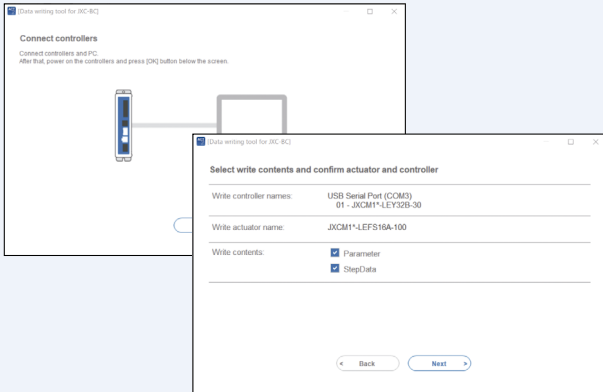 [Data writing tool for JXC-BC]
Connect controllers
Connect controllers and PC.
After that, power on the controllers and press [OK] button below the screen.
[Data writing tool for JXC-BC]
Select write contents and confirm actuator and controller
Write controller names: USB Serial Port (COM3)
01 - JXCM1*-LEY32B-30
Write actuator name: JXCM1*-LEFS16A-100
Write contents: Parameter
StepData
< Back Next >